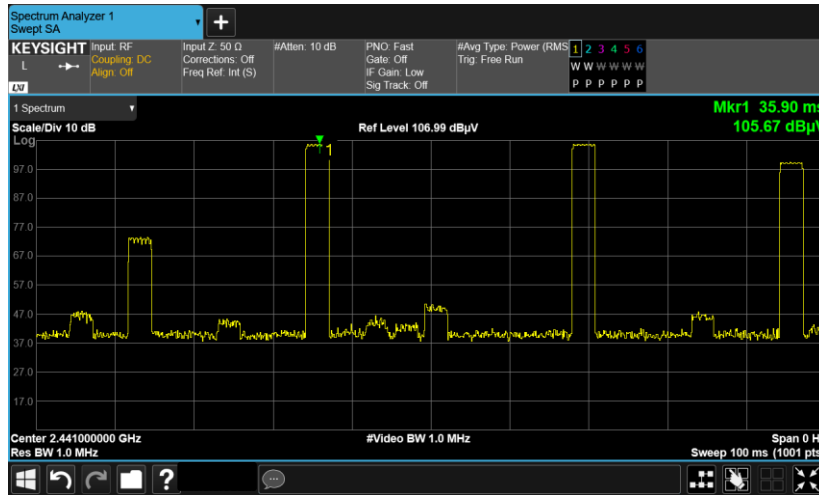 Spectrum Analyzer 1
Swept SA
+
KEYSIGHT Input: RF Input Z: 50 Ω #Atten: 10 dB PNO: Fast #Avg Type: Power (RMS 1 2 3 4 5 6
L Coupling: DC Corrections: Off Gate: Off Trig: Free Run
Align: Off Freq Ref: Int (S) IF Gain: Low W W W W W W
LXI Sig Track: Off P P P P P P
1 Spectrum Mkr1 35.90 ms
Scale/Div 10 dB Ref Level 106.99 dBµV 105.67 dBµV
Log
1
97.0
87.0
77.0
67.0
57.0
47.0
37.0
27.0
17.0
Center 2.441000000 GHz #Video BW 1.0 MHz Span 0 H
Res BW 1.0 MHz Sweep 100 ms (1001 pts
?